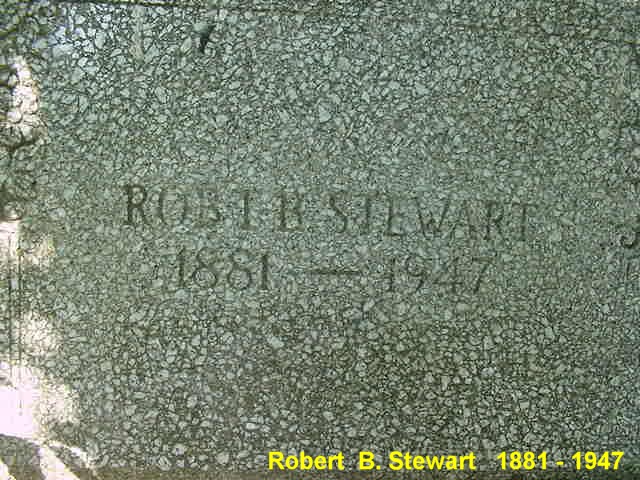 ROBT B STEWART
1881 — 1947
Robert B. Stewart 1881 - 1947